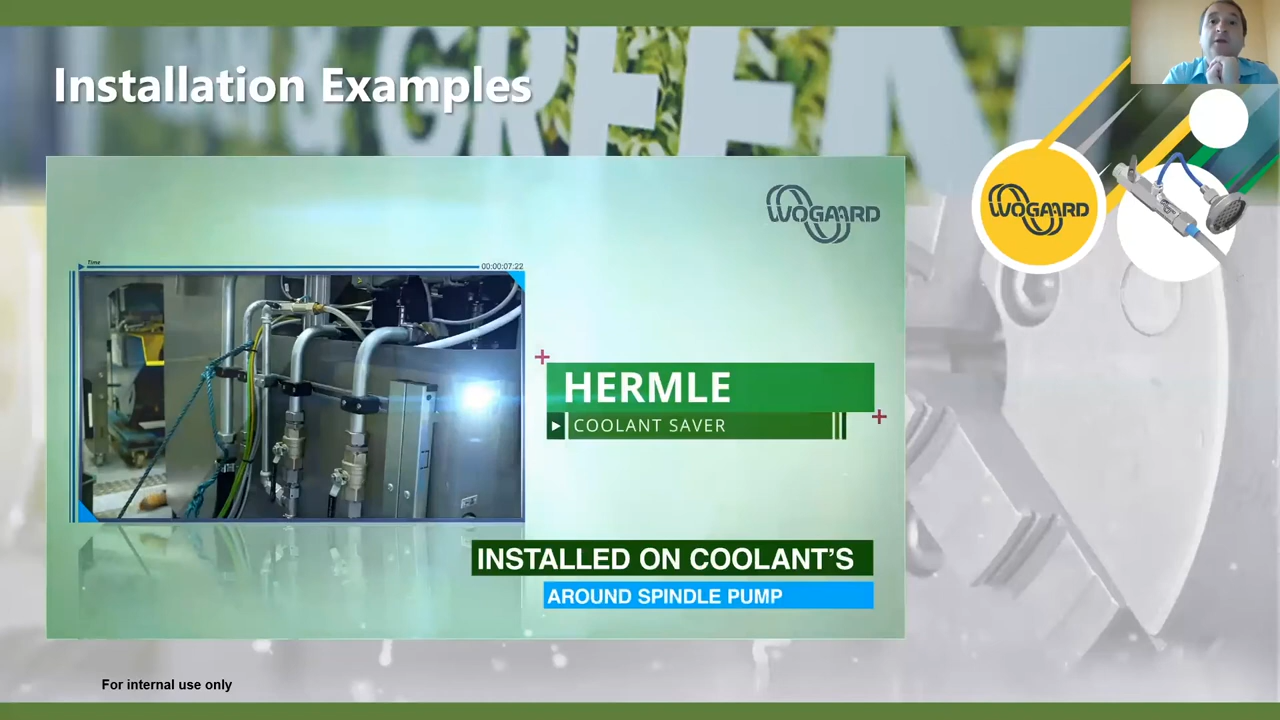 & GREEN
Installation Examples
WOGAARD
WOGAARD
Time
00:00:07:22
HERMLE
COOLANT SAVER
INSTALLED ON COOLANT'S
AROUND SPINDLE PUMP
For internal use only